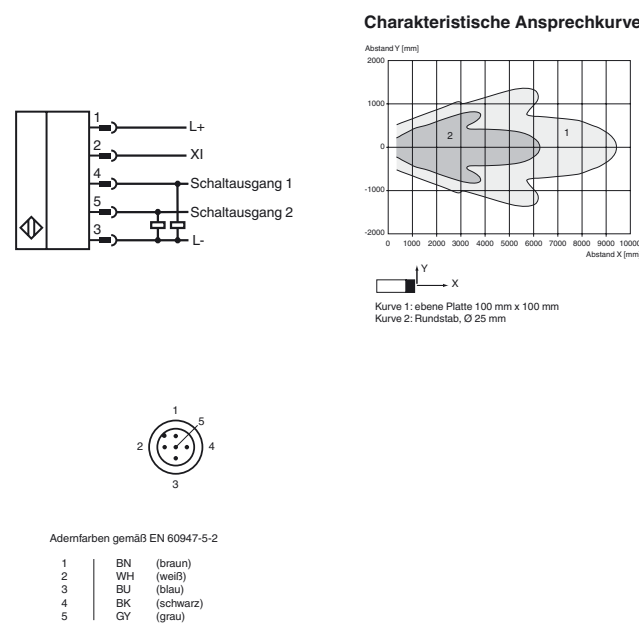 Charakteristische Ansprechkurve
Abstand Y [mm]
2000
1000
0
-1000
-2000
2
1
0 1000 2000 3000 4000 5000 6000 7000 8000 9000 10000
Abstand X [mm]
Y
X
Kurve 1: ebene Platte 100 mm x 100 mm
Kurve 2: Rundstab, Ø 25 mm
1 L+
2 XI
4 Schaltausgang 1
5 Schaltausgang 2
3 L-
1
5
2
4
3
Adernfarben gemäß EN 60947-5-2
1 BN (braun)
2 WH (weiß)
3 BU (blau)
4 BK (schwarz)
5 GY (grau)